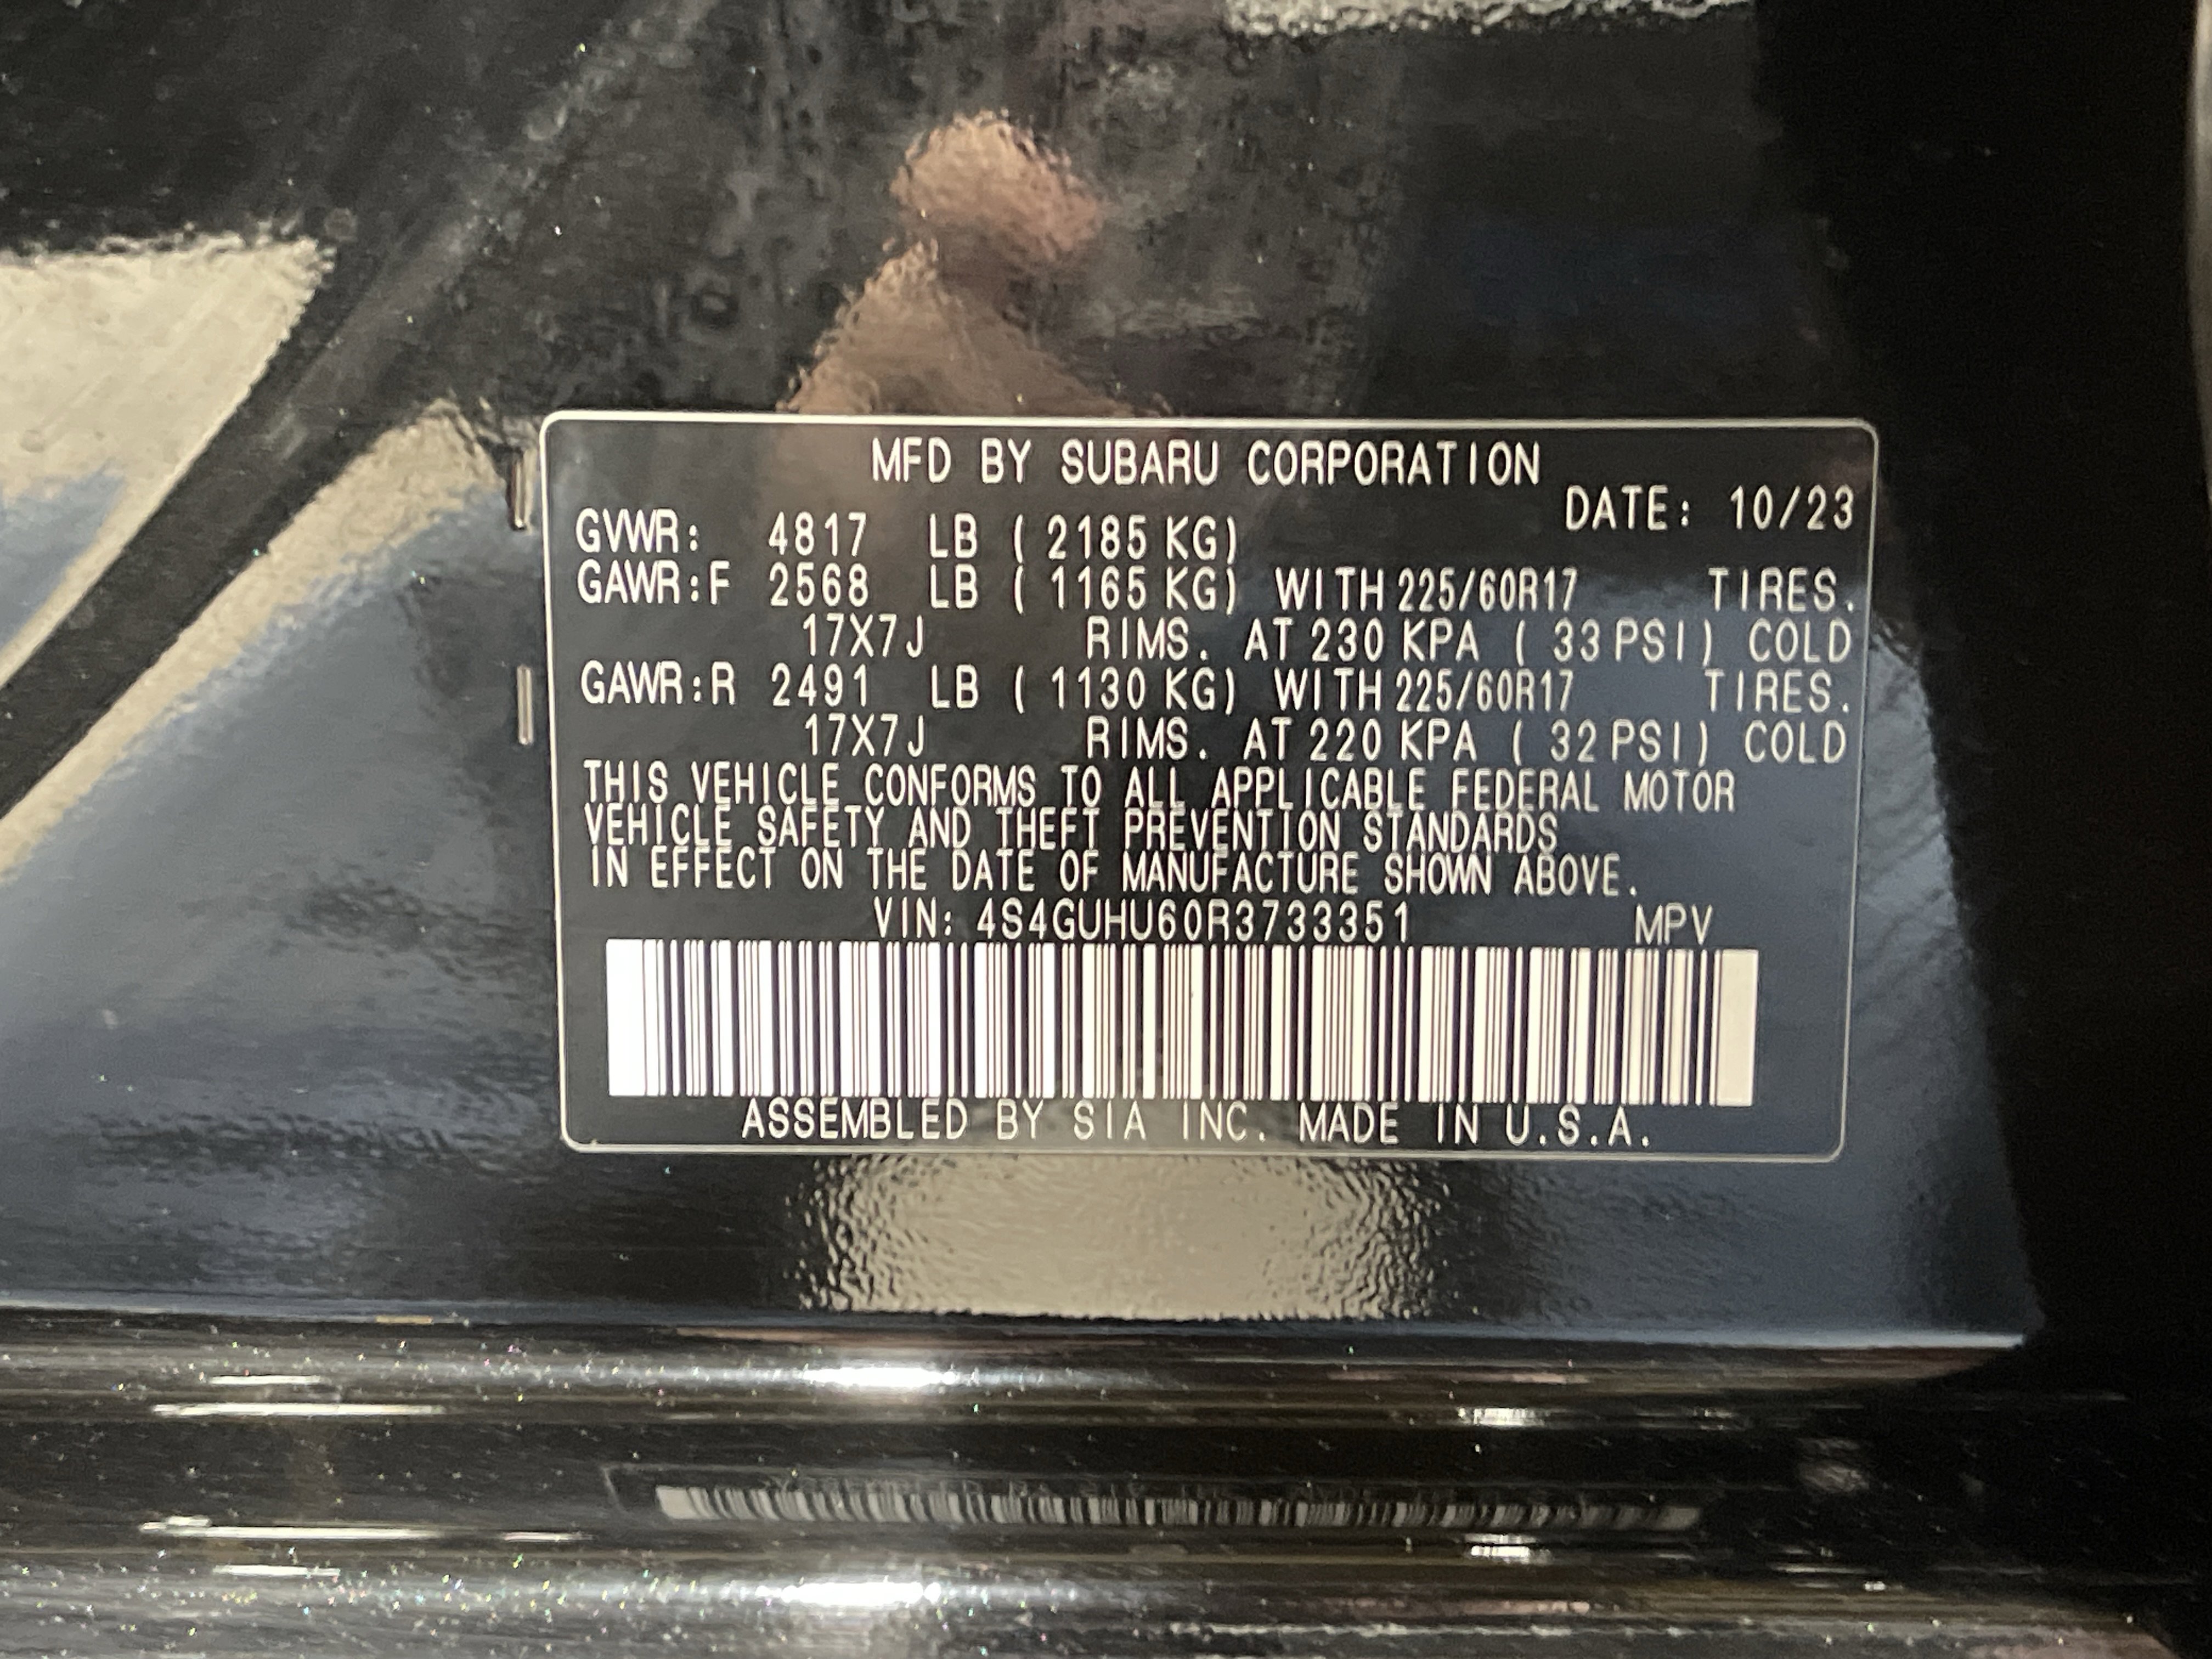 MFD BY SUBARU CORPORATION
DATE: 10/23
GVWR: 4817 LB ( 2185 KG)
GAWR:F 2568 LB ( 1165 KG) WITH 225/60R17 TIRES.
17X7J RIMS. AT 230 KPA ( 33 PSI) COLD
GAWR:R 2491 LB ( 1130 KG) WITH 225/60R17 TIRES.
17X7J RIMS. AT 220 KPA ( 32 PSI) COLD
THIS VEHICLE CONFORMS TO ALL APPLICABLE FEDERAL MOTOR
VEHICLE SAFETY AND THEFT PREVENTION STANDARDS
IN EFFECT ON THE DATE OF MANUFACTURE SHOWN ABOVE.
VIN: 4S4GUHU60R3733351 MPV
ASSEMBLED BY SIA INC. MADE IN U.S.A.